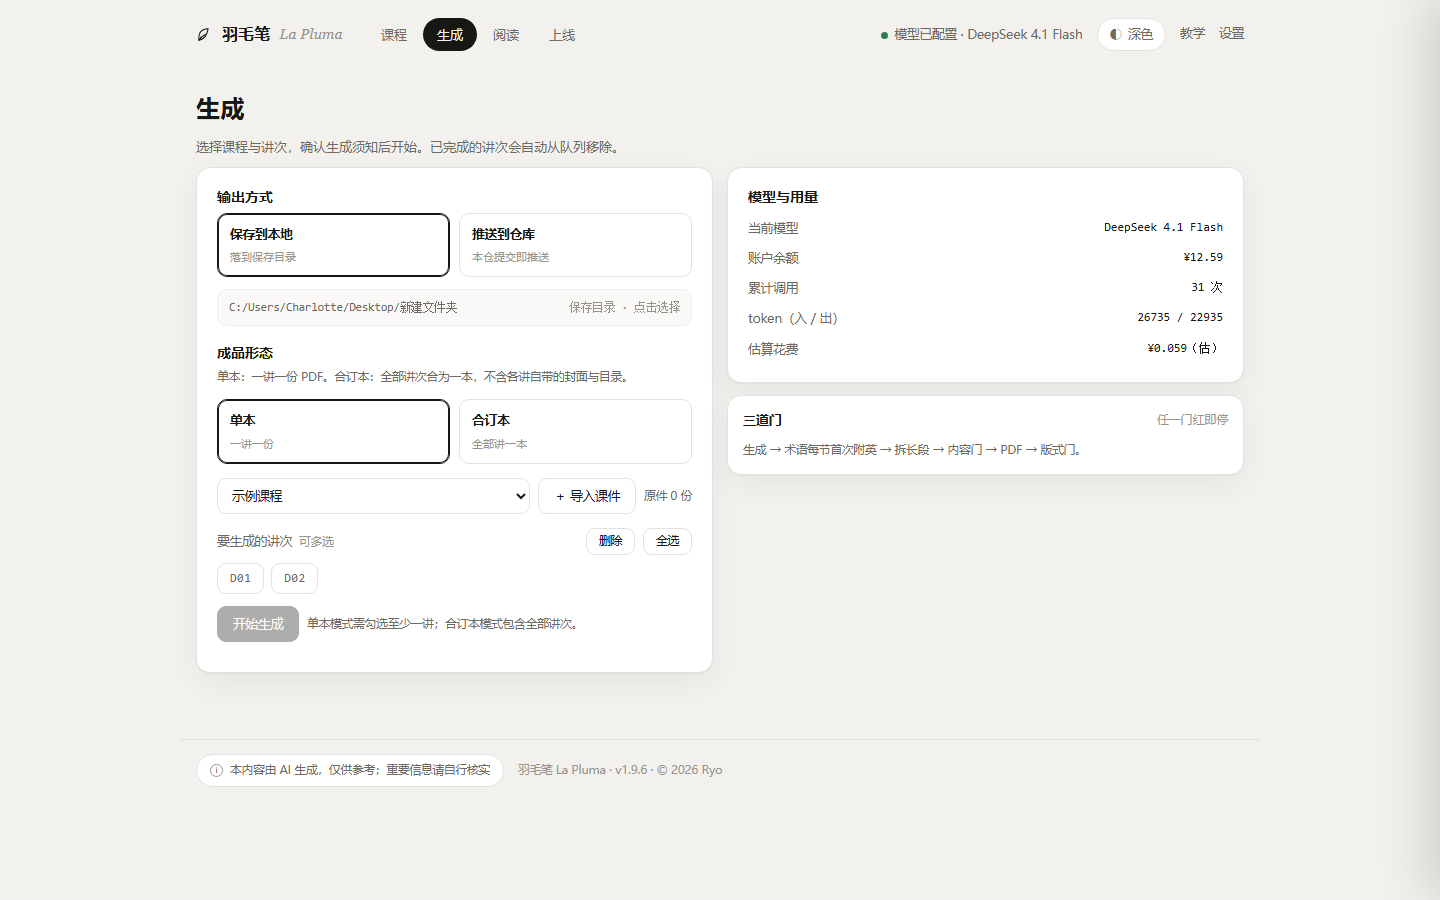 羽毛笔 La Pluma 课程 生成 阅读 上线 模型已配置 · DeepSeek 4.1 Flash 深色 教学 设置
生成
选择课程与讲次，确认生成须知后开始。已完成的讲次会自动从队列移除。
输出方式
保存到本地
落到保存目录
推送到仓库
本仓提交即推送
C:/Users/Charlotte/Desktop/新建文件夹 保存目录 · 点击选择
成品形态
单本：一讲一份 PDF。合订本：全部讲次合为一本，不含各讲自带的封面与目录。
单本
一讲一份
合订本
全部讲一本
示例课程 + 导入课件 原件 0 份
要生成的讲次 可多选 删除 全选
D01 D02
开始生成 单本模式需勾选至少一讲；合订本模式包含全部讲次。
模型与用量
当前模型 DeepSeek 4.1 Flash
账户余额 ¥12.59
累计调用 31 次
token（入 / 出） 26735 / 22935
估算花费 ¥0.059（估）
三道门 任一门红即停
生成 → 术语每节首次附英 → 拆长段 → 内容门 → PDF → 版式门。
本内容由 AI 生成，仅供参考；重要信息请自行核实 羽毛笔 La Pluma · v1.9.6 · © 2026 Ryo